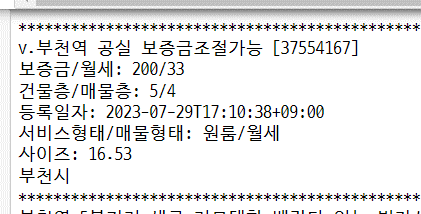 ************************************************
v.부천역 공실 보증금조절가능 [37554167]
보증금/월세: 200/33
건물층/매물층: 5/4
등록일자: 2023-07-29T17:10:38+09:00
서비스형태/매물형태: 원룸/월세
사이즈: 16.53
부천시
************************************************